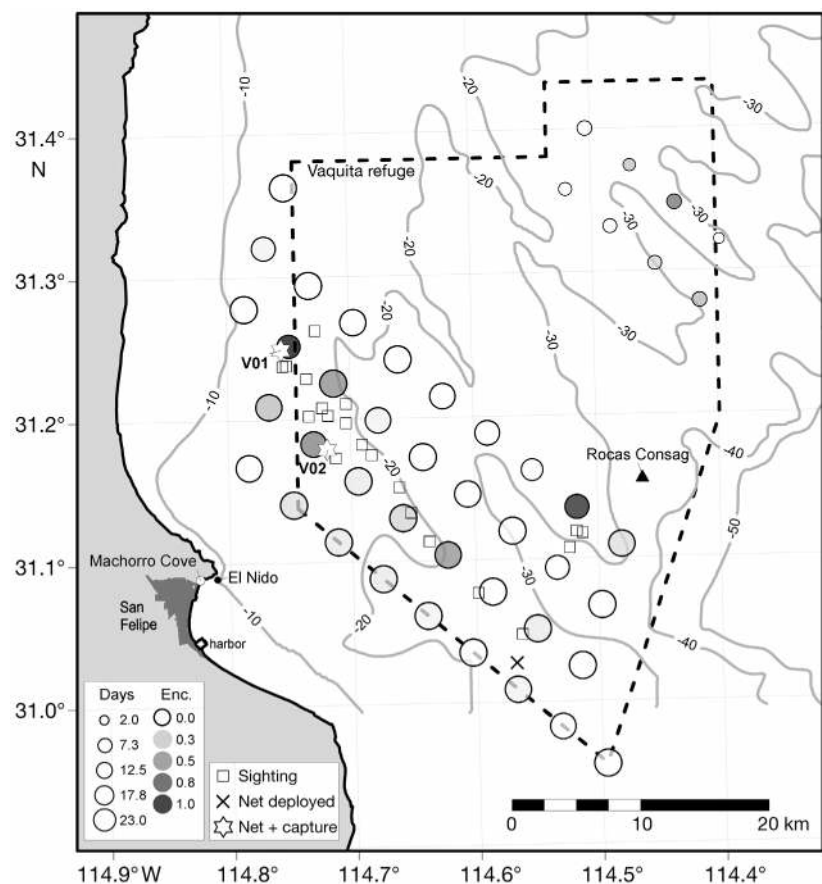 -10
-20
-30
31.4°
N
Vaquita refuge
-20
-30
-20
-30
31.3°
-20
-30
-30
V01
-10
31.2°
-40
Rocas Consag
V02
-20
-50
31.1°
Machorro Cove
El Nido
-30
-10
San
Felipe
-20
-40
harbor
31.0°
Days
Enc.
2.0
0.0
7.3
0.3
12.5
0.5
17.8
0.8
23.0
1.0
Sighting
Net deployed
Net + capture
0
10
20 km
114.9°W
114.8°
114.7°
114.6°
114.5°
114.4°